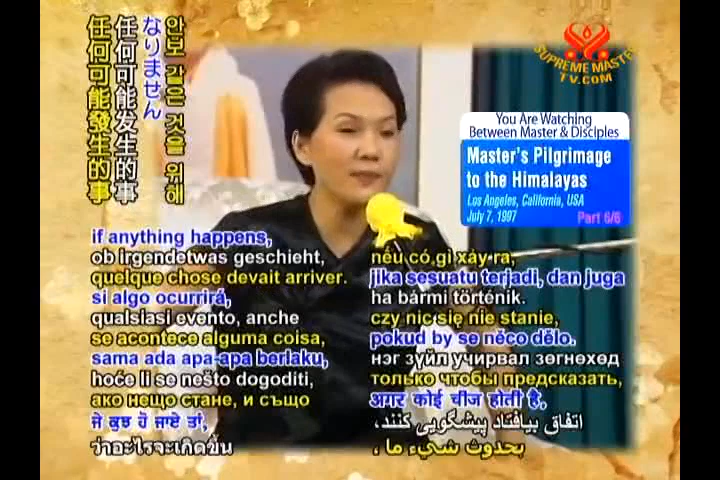 안보 같은 것을 위해
なりません
任何可能发生的事
任何可能發生的事
SUPREME MASTER
TV.COM
You Are Watching
Between Master & Disciples
Master's Pilgrimage
to the Himalayas
Los Angeles, California, USA
July 7, 1997
Part 6/6
if anything happens,
ob irgendetwas geschieht,
quelque chose devait arriver.
si algo ocurrirá,
qualsiasi evento, anche
se acontece alguma coisa,
sama ada apa-apa berlaku,
hoće li se nešto dogoditi,
ако нещо стане, и също
ਜੇ ਕੁਝ ਹੋ ਜਾਏ ਤਾਂ,
ว่าอะไรจะเกิดขึ้น
nếu có gì xảy ra,
jika sesuatu terjadi, dan juga
ha bármi történik.
czy nic się nie stanie,
pokud by se něco dělo.
нэг зүйл учирвал зөгнөхөд
только чтобы предсказать,
अगर कोई चीज होती है,
اتفاق بیافتاد پیشگویی کنند،
بحدوث شيء ما ،